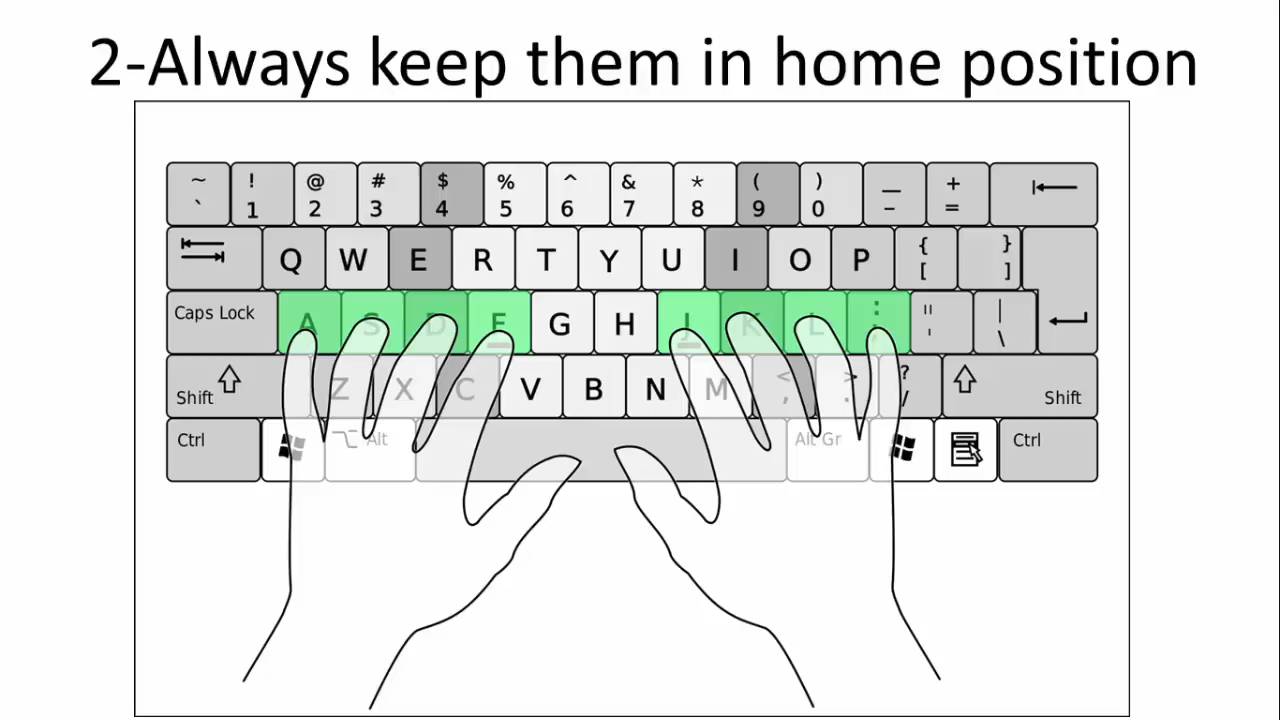 2-Always keep them in home position
~ ! @ # $ % ^ & * ( ) _ +
` 1 2 3 4 5 6 7 8 9 0 - =
Q W E R T Y U I O P { }
[ ]
Caps Lock A S D F G H J K L : " |
; ' \
Shift Z X C V B N M < > ? Shift
, . /
Ctrl Alt Alt Gr Ctrl